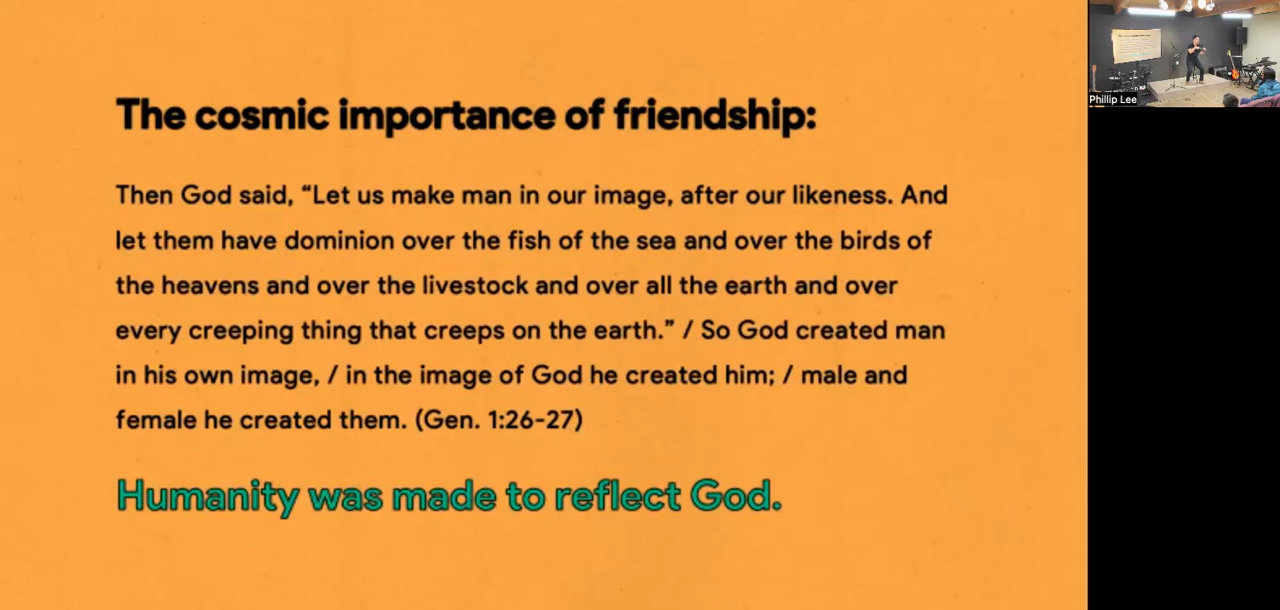 The cosmic importance of friendship:
Then God said, “Let us make man in our image, after our likeness. And
let them have dominion over the fish of the sea and over the birds of
the heavens and over the livestock and over all the earth and over
every creeping thing that creeps on the earth.” / So God created man
in his own image, / in the image of God he created him; / male and
female he created them. (Gen. 1:26-27)
Humanity was made to reflect God.
Phillip Lee